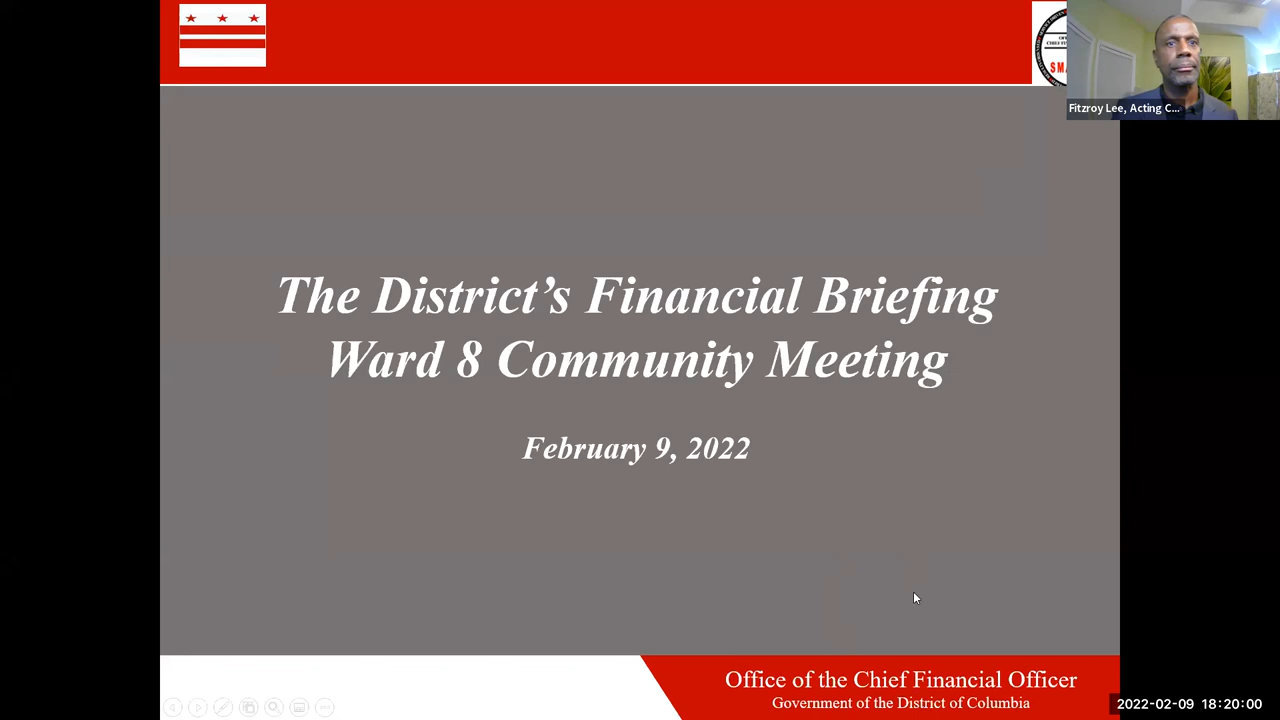 Fitzroy Lee, Acting C...
The District's Financial Briefing
Ward 8 Community Meeting
February 9, 2022
Office of the Chief Financial Officer
Government of the District of Columbia
2022-02-09 18:20:00